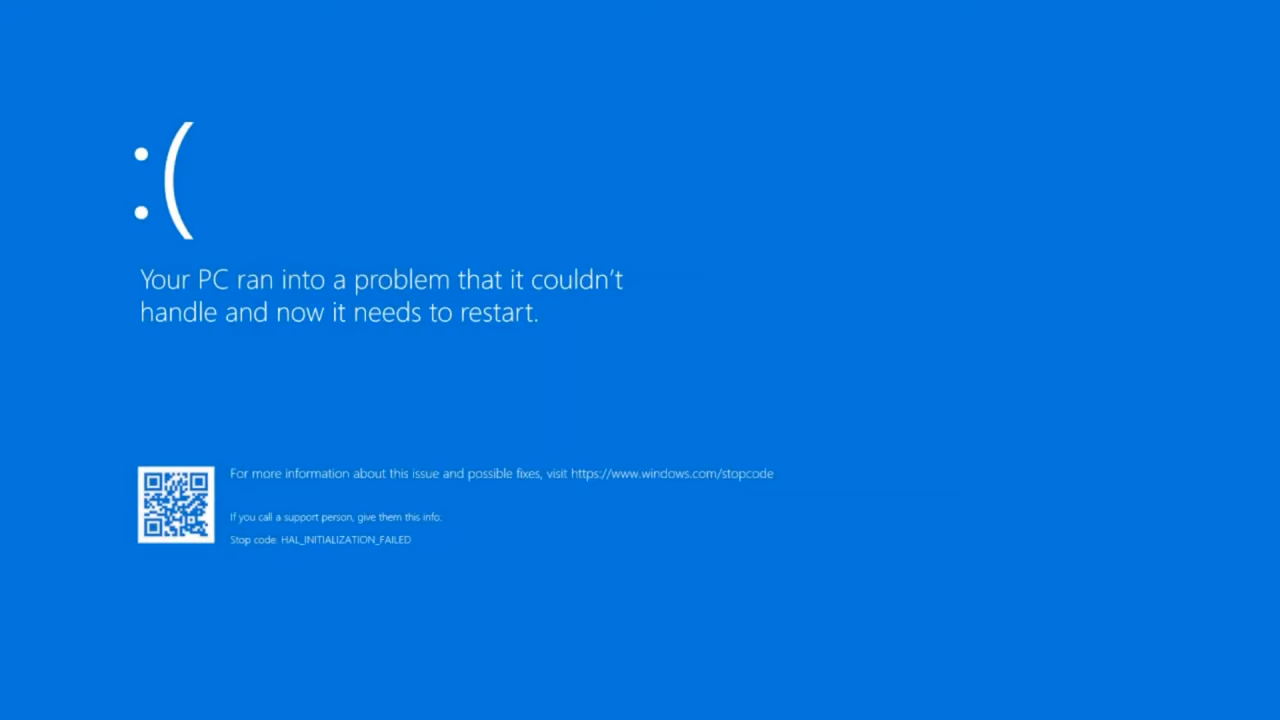 :(
Your PC ran into a problem that it couldn't
handle and now it needs to restart.
For more information about this issue and possible fixes, visit https://www.windows.com/stopcode
If you call a support person, give them this info:
Stop code: HAL_INITIALIZATION_FAILED